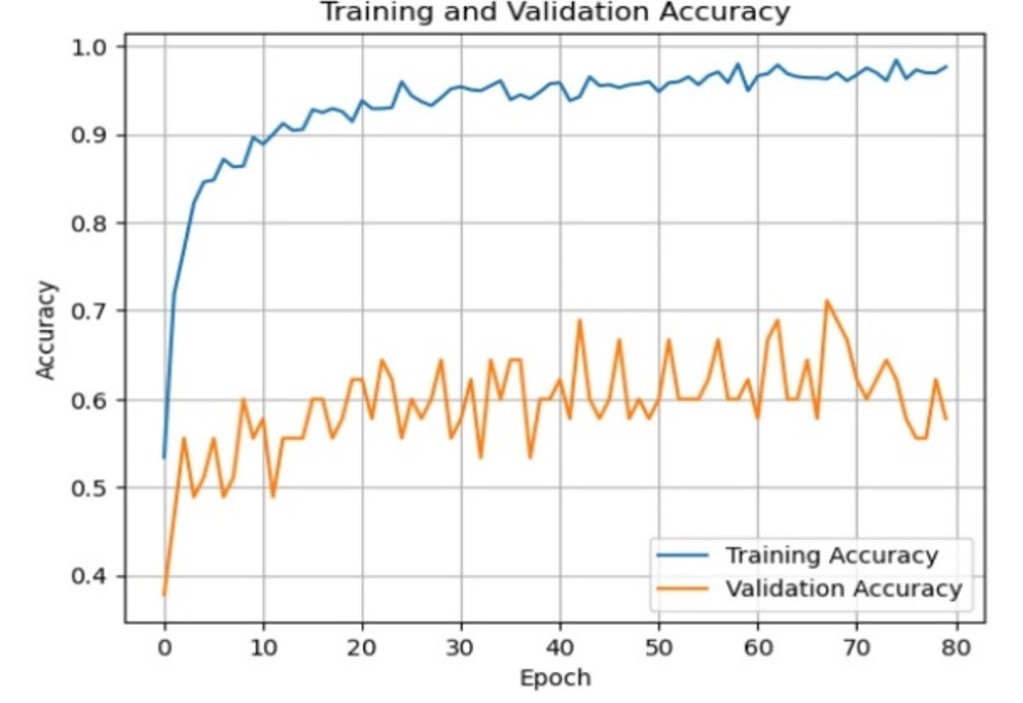 Training and Validation Accuracy
1.0
0.9
0.8
0.7
0.6
0.5
0.4
Accuracy
Training Accuracy
Validation Accuracy
0 10 20 30 40 50 60 70 80
Epoch